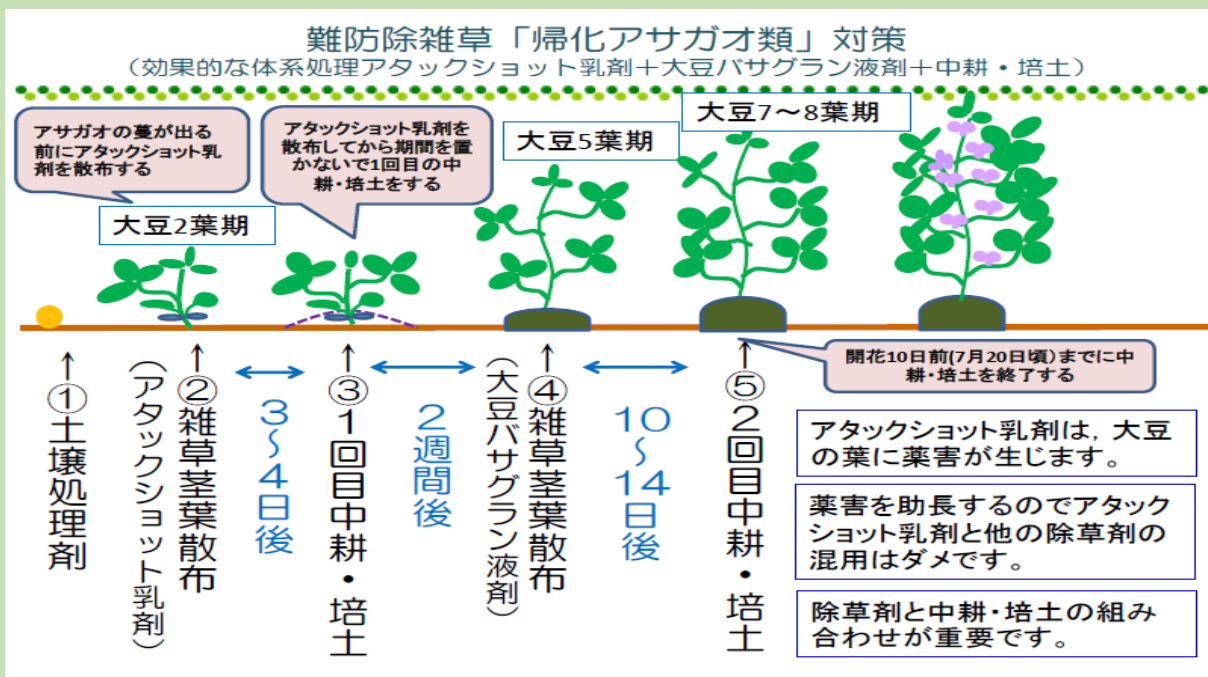 難防除雑草「帰化アサガオ類」対策
（効果的な体系処理アタックショット乳剤＋大豆バサグラン液剤＋中耕・培土）
アサガオの蔓が出る
前にアタックショット乳
剤を散布する
アタックショット乳剤を
散布してから期間を置
かないで1回目の中
耕・培土をする
大豆2葉期
大豆5葉期
大豆7～8葉期
開花10日前(7月20日頃）までに中
耕・培土を終了する
↑①土壌処理剤
↑②雑草茎葉散布
（アタックショット乳剤）
3～4日後
↑③1回目中耕・培土
2週間後
↑④雑草茎葉散布
（大豆バサグラン液剤）
10～14日後
↑⑤2回目中耕・培土
アタックショット乳剤は，大豆
の葉に薬害が生じます。
薬害を助長するのでアタック
ショット乳剤と他の除草剤の
混用はダメです。
除草剤と中耕・培土の組み
合わせが重要です。